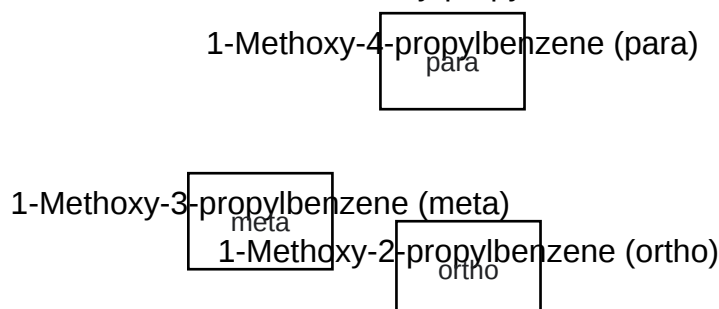 1-Methoxy-4-propylbenzene (para)
para
1-Methoxy-3-propylbenzene (meta)
meta
1-Methoxy-2-propylbenzene (ortho)
ortho